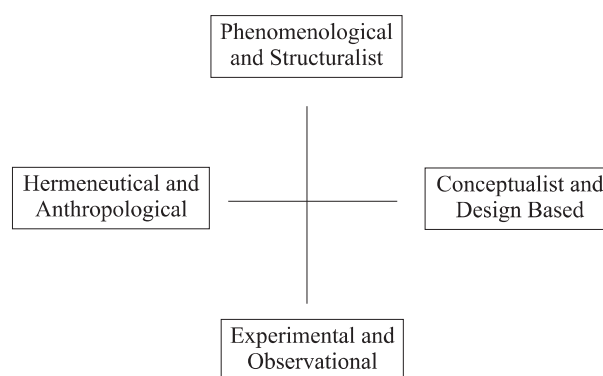 Phenomenological
and Structuralist
Hermeneutical and
Anthropological
Conceptualist and
Design Based
Experimental and
Observational